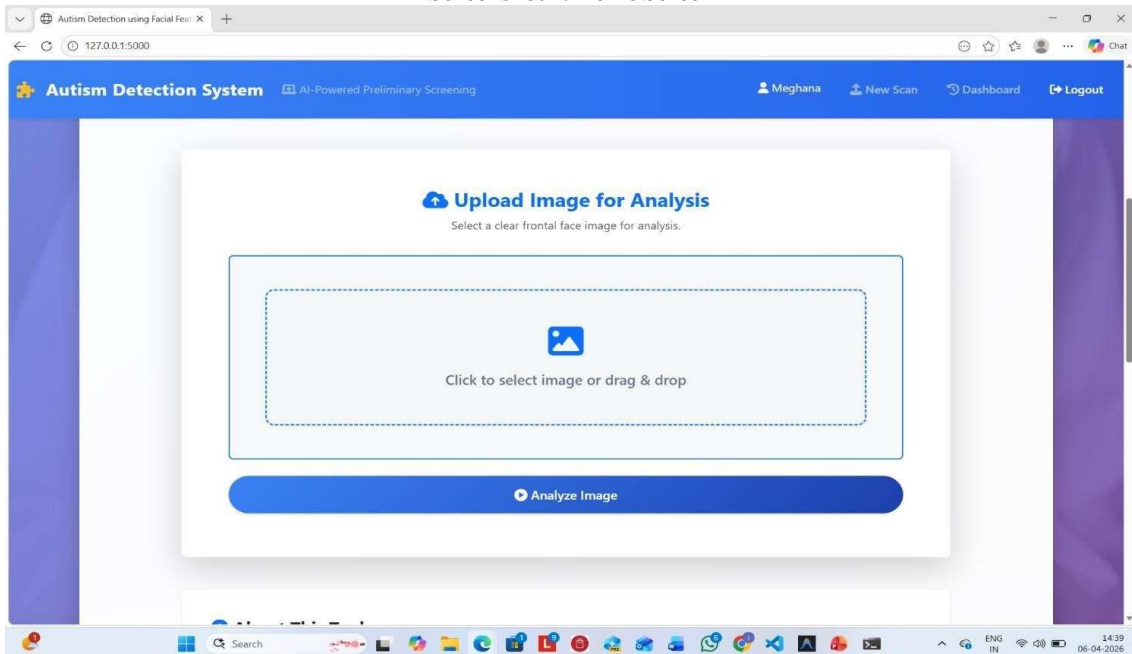 Autism Detection using Facial Feat
127.0.0.1:5000
Chat
Autism Detection System
AI-Powered Preliminary Screening
Meghana
New Scan
Dashboard
Logout
Upload Image for Analysis
Select a clear frontal face image for analysis.
Click to select image or drag & drop
Analyze Image
Search
ENG
IN
14:39
06-04-2026